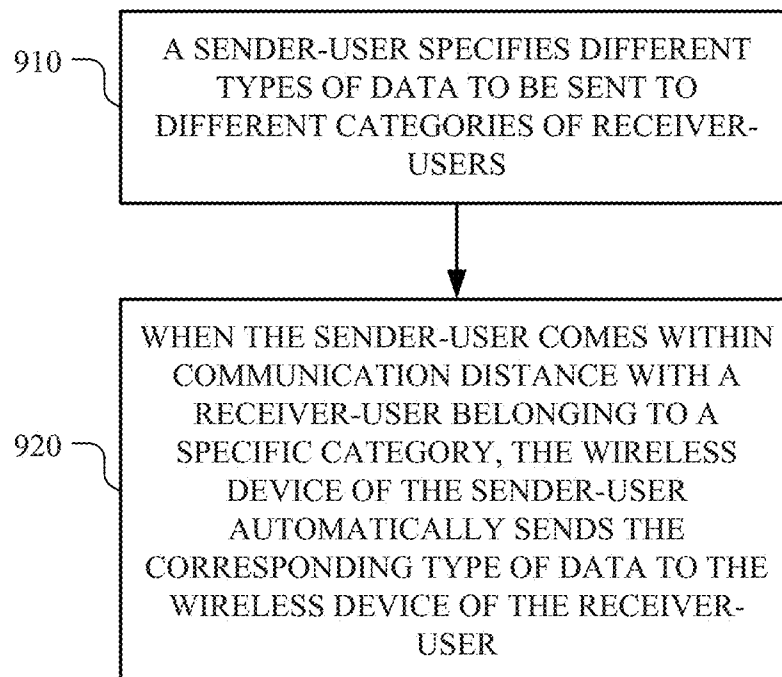 910
A SENDER-USER SPECIFIES DIFFERENT
TYPES OF DATA TO BE SENT TO
DIFFERENT CATEGORIES OF RECEIVER-
USERS
920
WHEN THE SENDER-USER COMES WITHIN
COMMUNICATION DISTANCE WITH A
RECEIVER-USER BELONGING TO A
SPECIFIC CATEGORY, THE WIRELESS
DEVICE OF THE SENDER-USER
AUTOMATICALLY SENDS THE
CORRESPONDING TYPE OF DATA TO THE
WIRELESS DEVICE OF THE RECEIVER-
USER